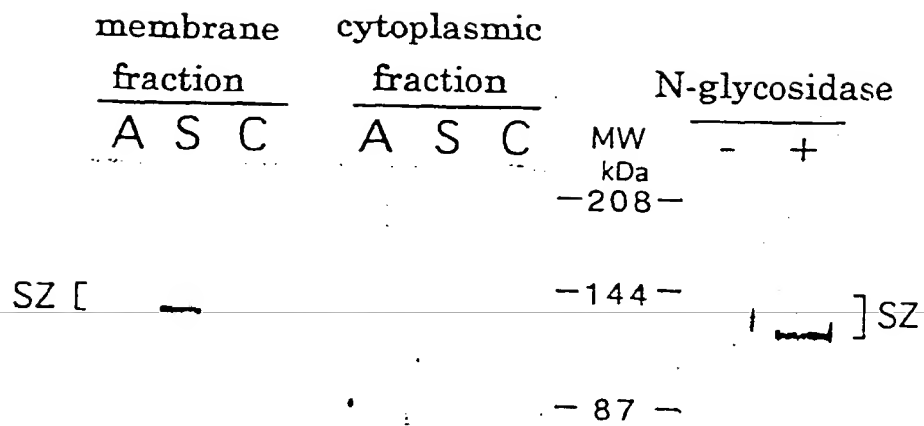 membrane cytoplasmic
fraction fraction N-glycosidase
A S C A S C MW - +
kDa
-208-
SZ [ -144- ] SZ
- 87 -